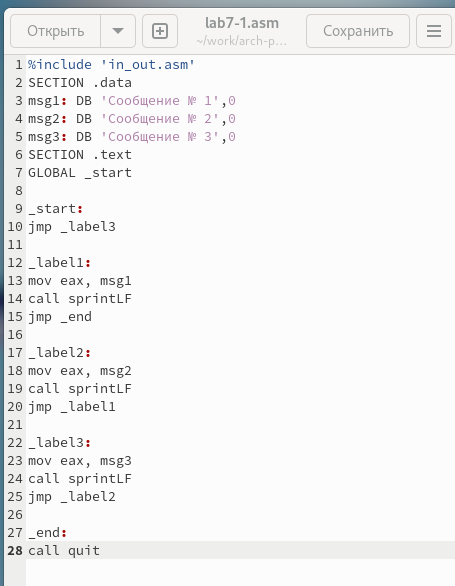 Открыть
lab7-1.asm
~/work/arch-p...
Сохранить
1 %include 'in_out.asm'
2 SECTION .data
3 msg1: DB 'Сообщение № 1',0
4 msg2: DB 'Сообщение № 2',0
5 msg3: DB 'Сообщение № 3',0
6 SECTION .text
7 GLOBAL _start
8
9 _start:
10 jmp _label3
11
12 _label1:
13 mov eax, msg1
14 call sprintLF
15 jmp _end
16
17 _label2:
18 mov eax, msg2
19 call sprintLF
20 jmp _label1
21
22 _label3:
23 mov eax, msg3
24 call sprintLF
25 jmp _label2
26
27 _end:
28 call quit